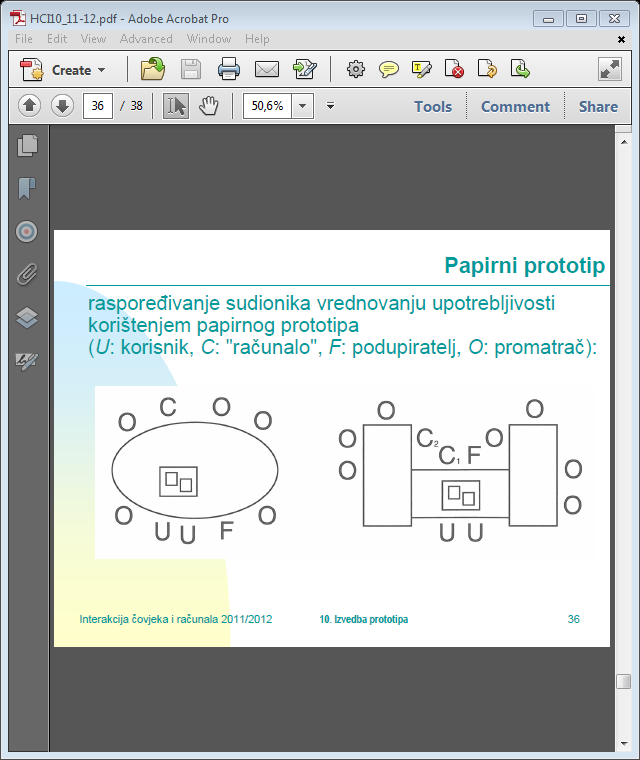 HCI10_11-12.pdf - Adobe Acrobat Pro
File Edit View Advanced Window Help
Create
36 / 38 50,6% Tools Comment Share
Papirni prototip
raspoređivanje sudionika vrednovanju upotrebljivosti
korištenjem papirnog prototipa
(U: korisnik, C: "računalo", F: podupiratelj, O: promatrač):
O C O O
O U U F O
O O
O C2 C1 F O O
O O
U U
Interakcija čovjeka i računala 2011/2012 10. Izvedba prototipa 36